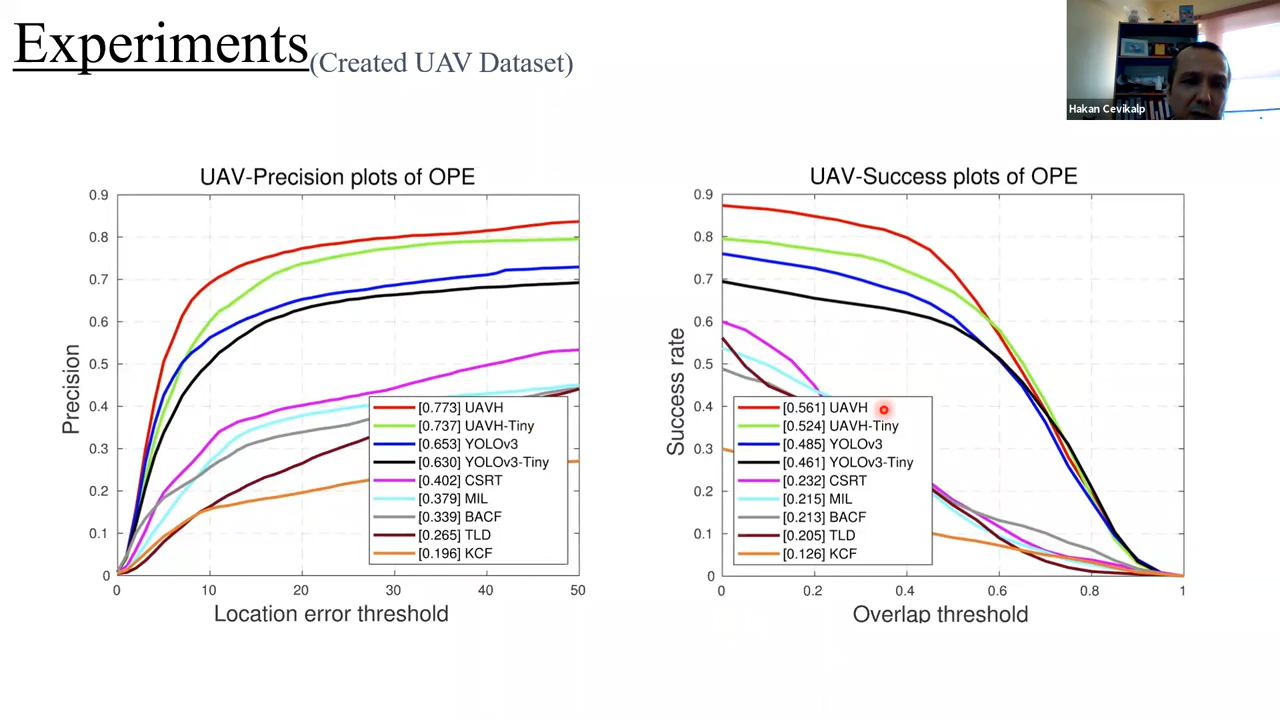 Experiments(Created UAV Dataset)
Hakan Cevikalp
UAV-Precision plots of OPE
0.9
0.8
0.7
0.6
0.5
0.4
0.3
0.2
0.1
0
0 10 20 30 40 50
Precision
Location error threshold
[0.773] UAVH
[0.737] UAVH-Tiny
[0.653] YOLOv3
[0.630] YOLOv3-Tiny
[0.402] CSRT
[0.379] MIL
[0.339] BACF
[0.265] TLD
[0.196] KCF
UAV-Success plots of OPE
0.9
0.8
0.7
0.6
0.5
0.4
0.3
0.2
0.1
0
0 0.2 0.4 0.6 0.8 1
Success rate
Overlap threshold
[0.561] UAVH
[0.524] UAVH-Tiny
[0.485] YOLOv3
[0.461] YOLOv3-Tiny
[0.232] CSRT
[0.215] MIL
[0.213] BACF
[0.205] TLD
[0.126] KCF